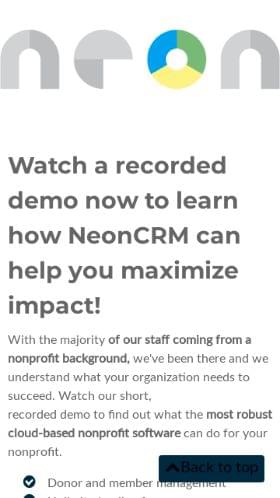 neon
Watch a recorded
demo now to learn
how NeonCRM can
help you maximize
impact!
With the majority of our staff coming from a
nonprofit background, we've been there and we
understand what your organization needs to
succeed. Watch our short,
recorded demo to find out what the most robust
cloud-based nonprofit software can do for your
nonprofit.
Back to top
Donor and member management